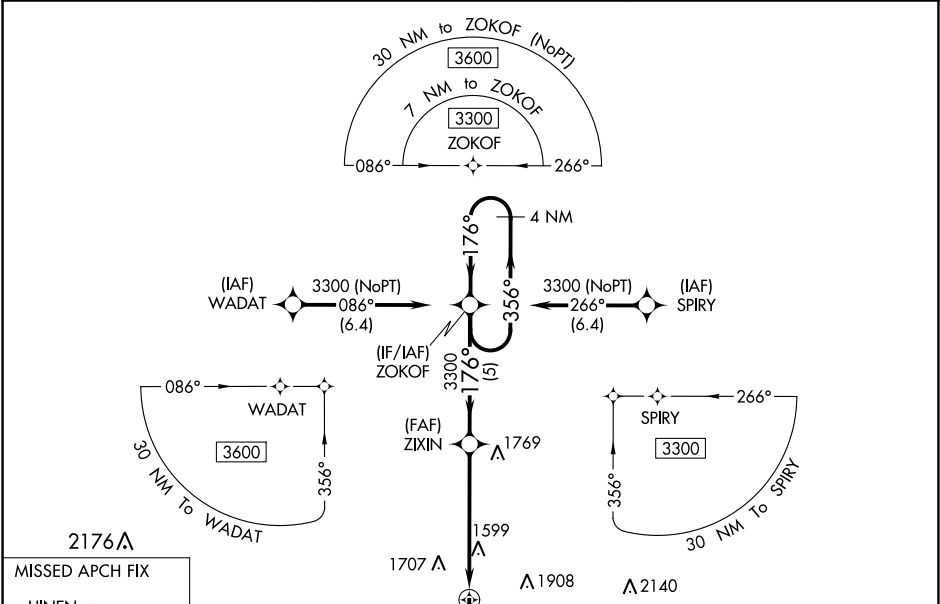 30 NM to ZOKOF (NoPT)
3600
7 NM to ZOKOF
3300
ZOKOF
086°
266°
4 NM
176°
356°
(IAF)
WADAT
3300 (NoPT)
086°
(6.4)
3300 (NoPT)
266°
(6.4)
(IAF)
SPIRY
(IF/IAF)
ZOKOF
3300
176°
(5)
086°
WADAT
3600
356°
30 NM To WADAT
266°
SPIRY
3300
356°
30 NM To SPIRY
(FAF)
ZIXIN
1769
2176
1599
1707
1908
2140
MISSED APCH FIX